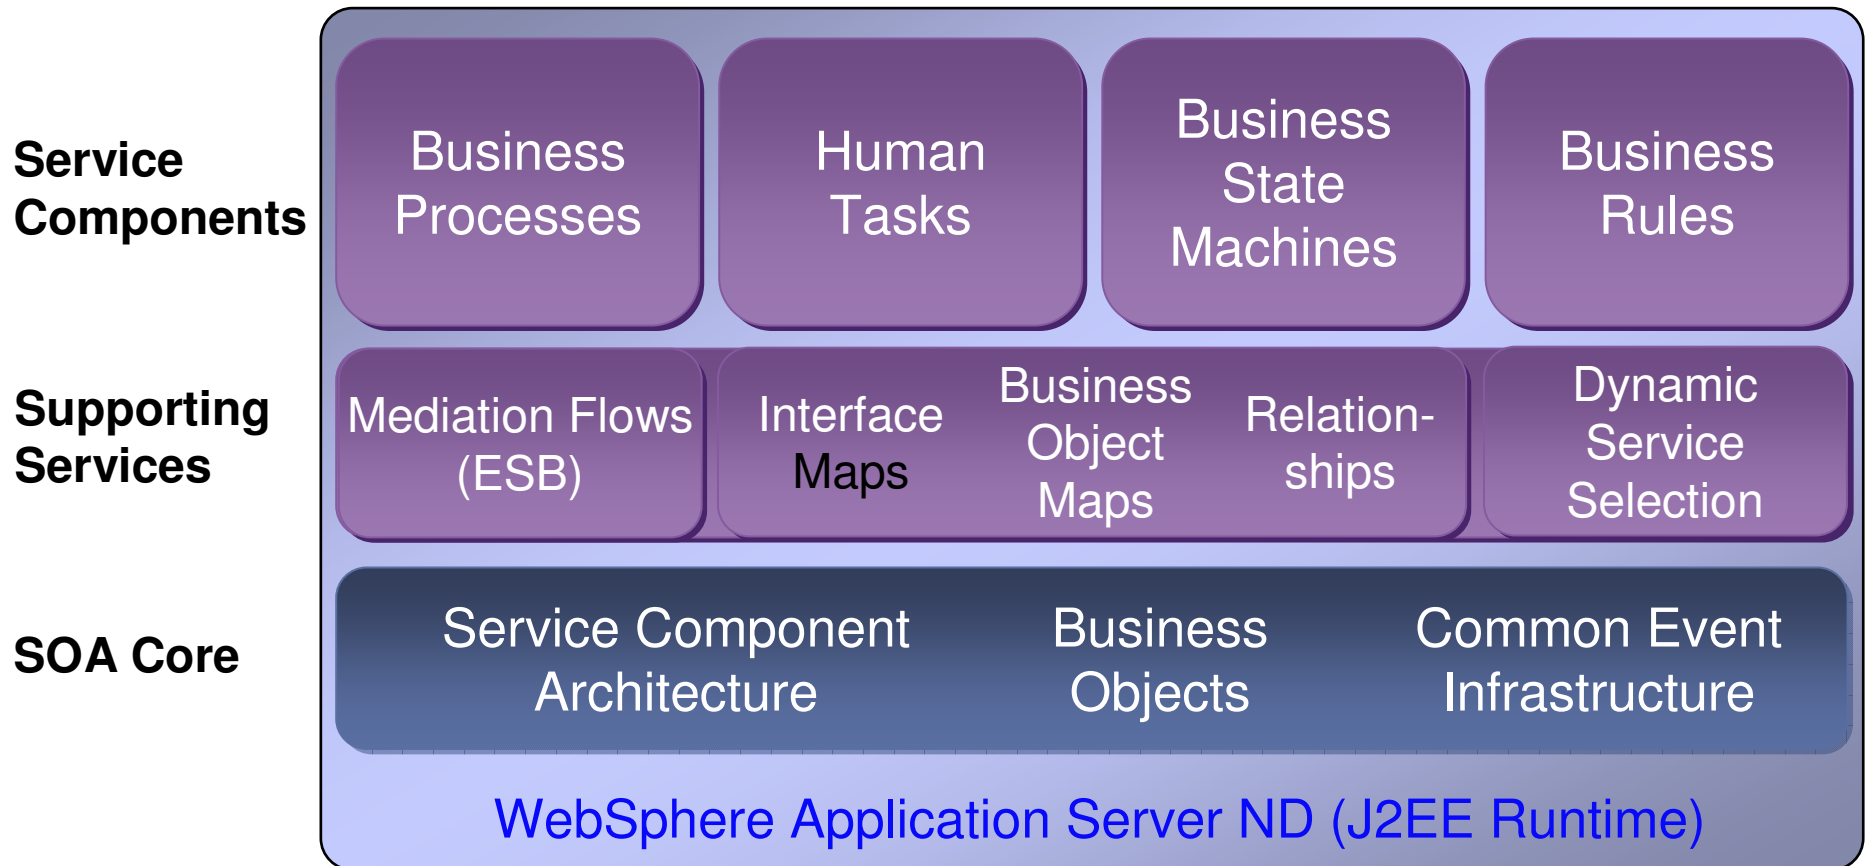 Service
Components
Business
Processes
Human
Tasks
Business
State
Machines
Business
Rules
Supporting
Services
Mediation Flows
(ESB)
Interface
Maps
Business
Object
Maps
Relation-
ships
Dynamic
Service
Selection
SOA Core
Service Component
Architecture
Business
Objects
Common Event
Infrastructure
WebSphere Application Server ND (J2EE Runtime)